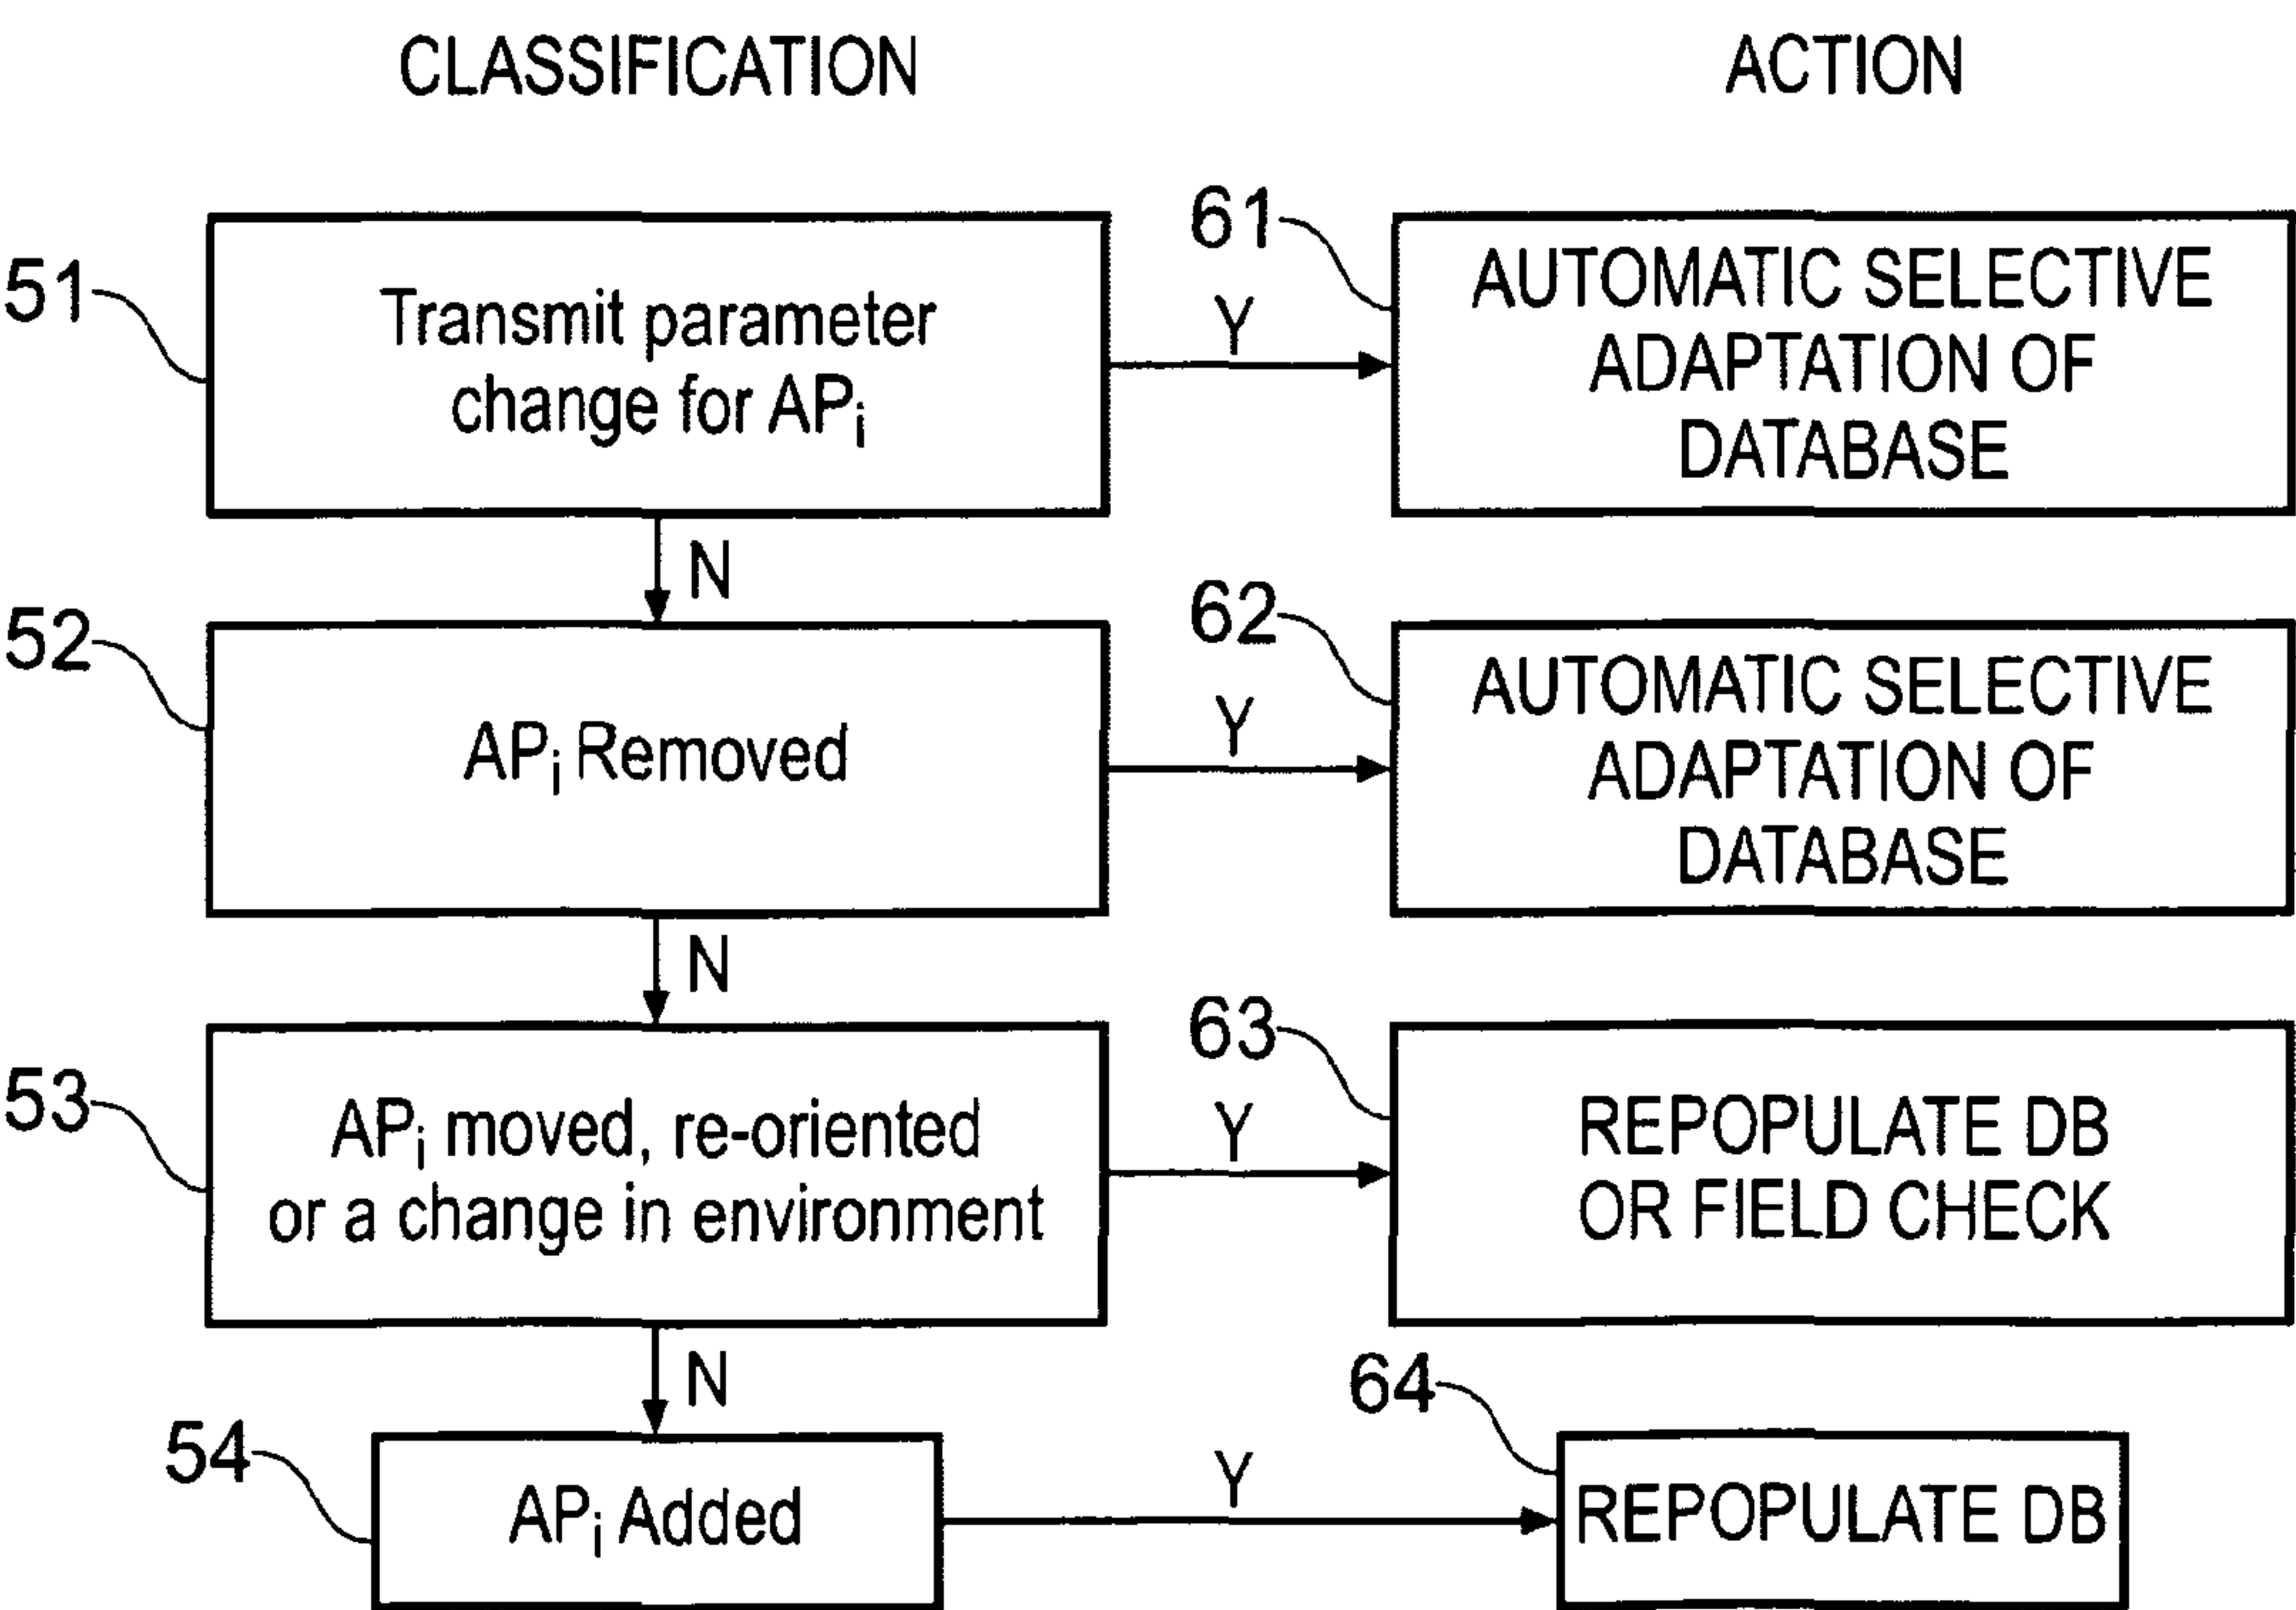 CLASSIFICATION
ACTION
51
Transmit parameter
change for APi
Y
61
AUTOMATIC SELECTIVE
ADAPTATION OF
DATABASE
N
52
APi Removed
Y
62
AUTOMATIC SELECTIVE
ADAPTATION OF
DATABASE
N
53
APi moved, re-oriented
or a change in environment
Y
63
REPOPULATE DB
OR FIELD CHECK
N
54
APi Added
Y
64
REPOPULATE DB